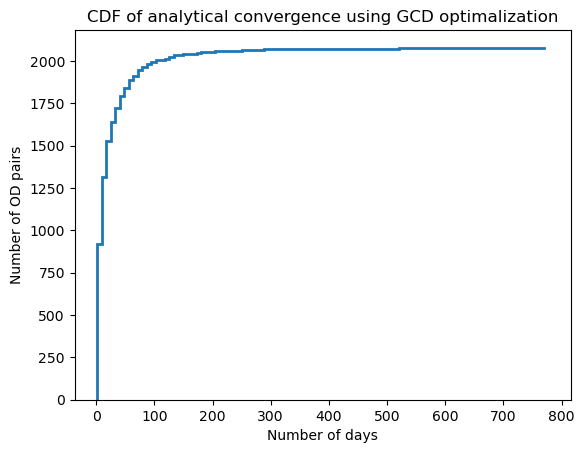 CDF of analytical convergence using GCD optimalization
Number of OD pairs
2000
1750
1500
1250
1000
750
500
250
0
0 100 200 300 400 500 600 700 800
Number of days